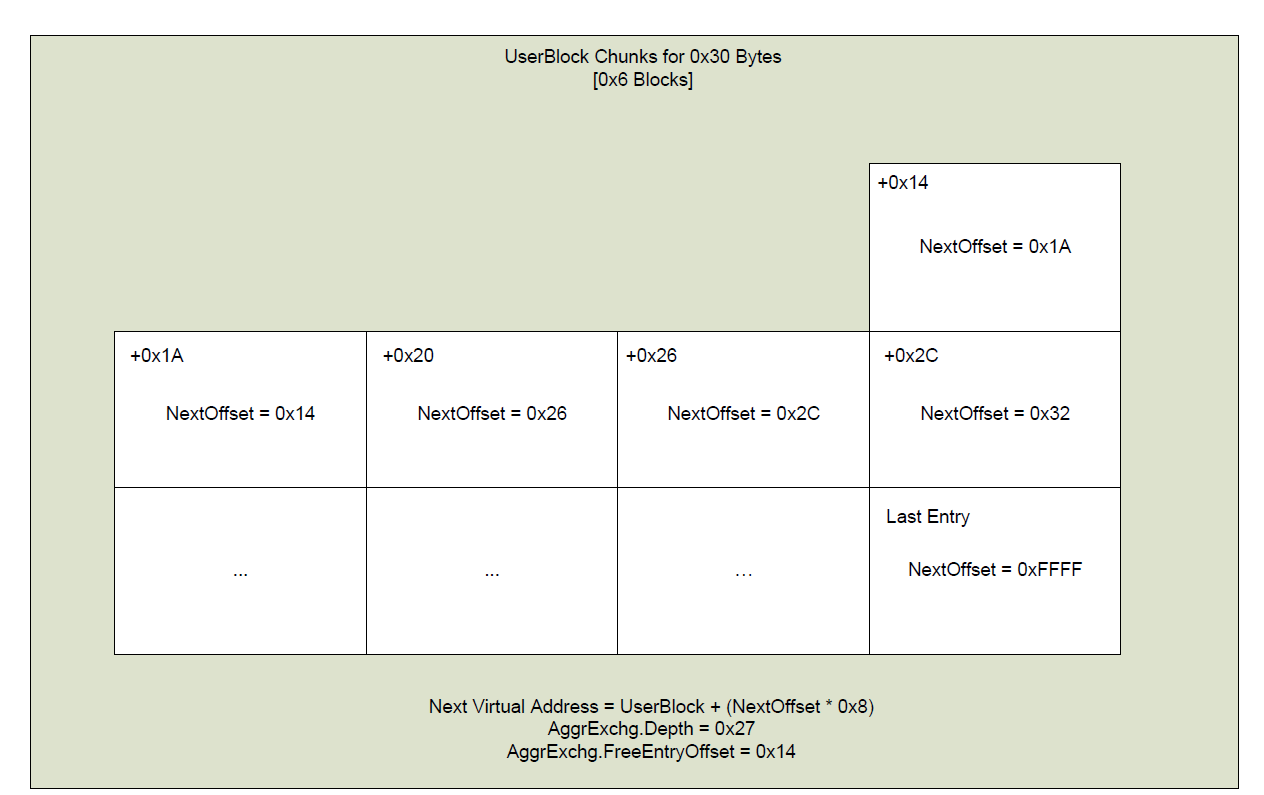 UserBlock Chunks for 0x30 Bytes
[0x6 Blocks]
+0x14
NextOffset = 0x1A
+0x1A
NextOffset = 0x14
+0x20
NextOffset = 0x26
+0x26
NextOffset = 0x2C
+0x2C
NextOffset = 0x32
...
...
...
Last Entry
NextOffset = 0xFFFF
Next Virtual Address = UserBlock + (NextOffset * 0x8)
AggrExchg.Depth = 0x27
AggrExchg.FreeEntryOffset = 0x14